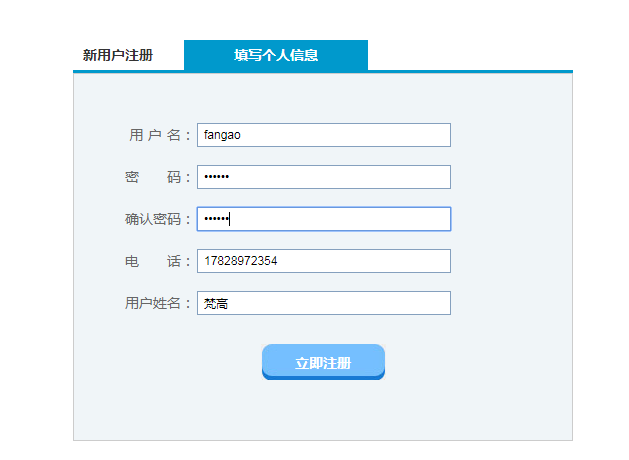 新用户注册 填写个人信息
用 户 名： fangao
密 码： ••••••
确认密码： ••••••
电 话： 17828972354
用户姓名： 梵高
立即注册